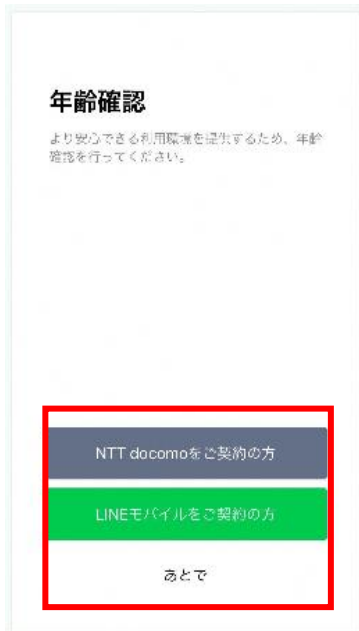 年齢確認
より安心できる利用環境を提供するため、年齢
確認を行ってください。
NTT docomoをご契約の方
LINEモバイルをご契約の方
あとで